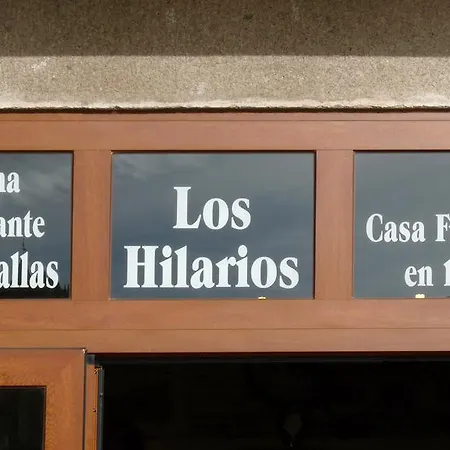 na
ante
allas
Los
Hilarios
Casa F
en 1